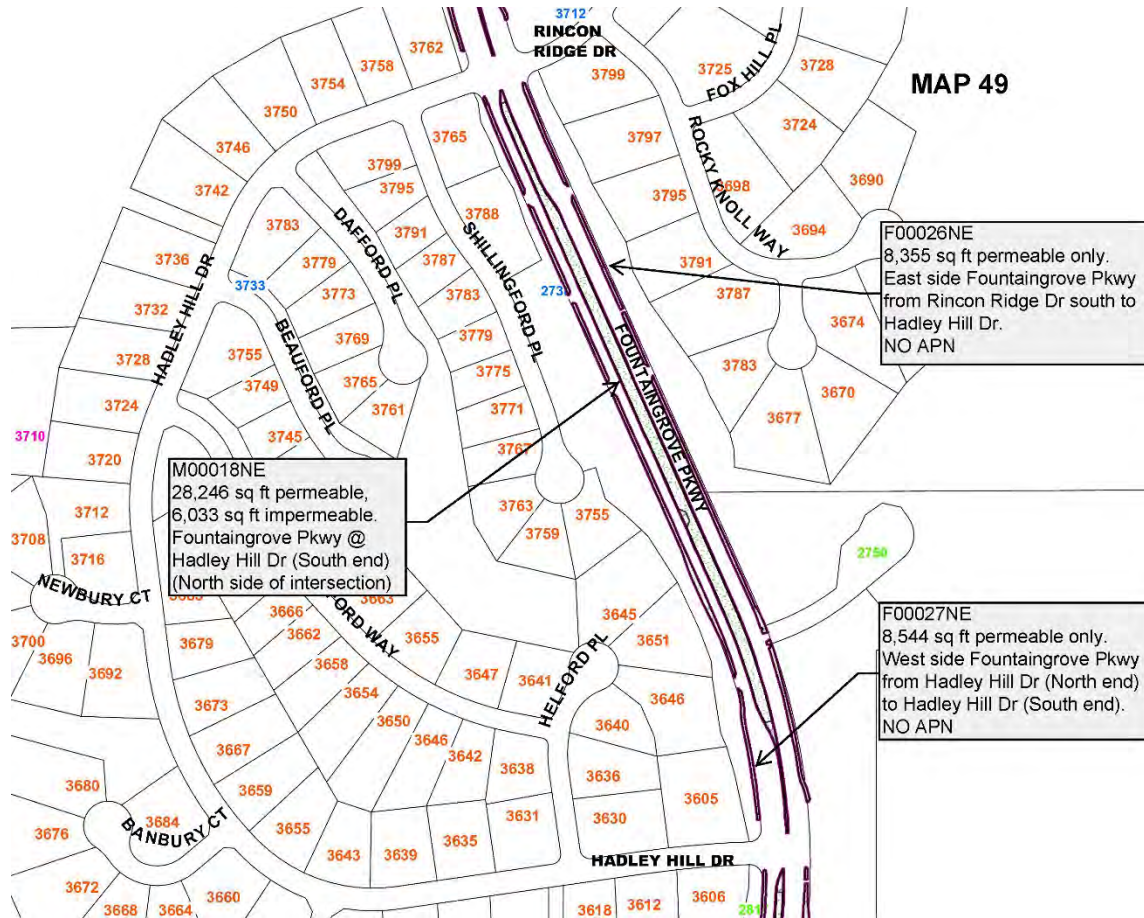 3712
RINCON
RIDGE DR
MAP 49
3762
3758
3754
3750
3746
3742
3736
3732
3728
3724
3720
3710
3712
3708
3716
3700
3696
3692
3765
3799
3795
3791
3787
3783
3779
3775
3771
3767
3763
3759
3755
3788
273
3783
3779
3773
3769
3765
3761
3733
3755
3749
3745
HADLEY HILL DR
BEAUFORD PL
DAFFORD PL
SHILLINGFORD PL
FOUNTAINGROVE PKWY
3799
3797
3795
3791
3787
3783
3677
3670
3674
3725
3728
3724
3698
3694
3690
FOX HILL PL
ROCKY KNOLL WAY
F00026NE
8,355 sq ft permeable only.
East side Fountaingrove Pkwy
from Rincon Ridge Dr south to
Hadley Hill Dr.
NO APN
M00018NE
28,246 sq ft permeable,
6,033 sq ft impermeable.
Fountaingrove Pkwy @
Hadley Hill Dr (South end)
(North side of intersection)
2750
F00027NE
8,544 sq ft permeable only.
West side Fountaingrove Pkwy
from Hadley Hill Dr (North end)
to Hadley Hill Dr (South end).
NO APN
NEWBURY CT
FORD WAY
HELFORD PL
3679
3673
3667
3659
3655
3643
3639
3635
3631
3666
3662
3658
3654
3650
3646
3642
3638
3655
3647
3641
3645
3651
3646
3640
3636
3630
3605
3680
3684
3676
3672
3668
3664
3660
BANBURY CT
HADLEY HILL DR
3618
3612
3606
281